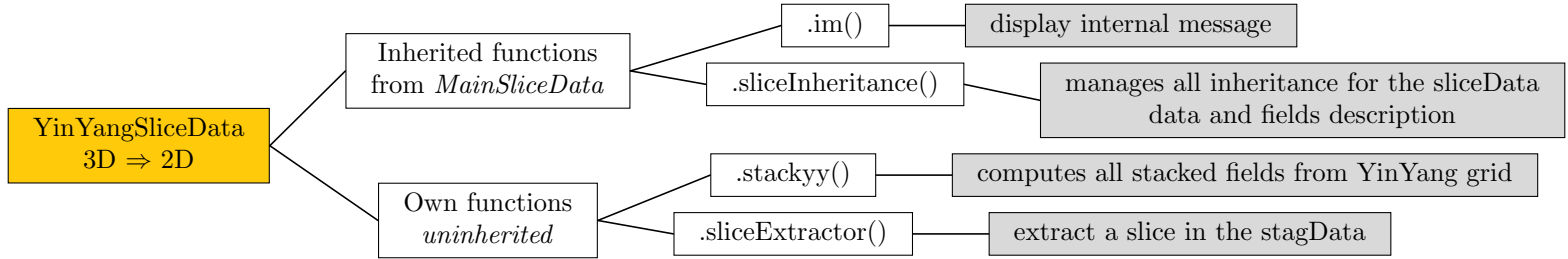 YinYangSliceData
3D ⇒ 2D
Inherited functions
from MainSliceData
.im()
display internal message
.sliceInheritance()
manages all inheritance for the sliceData
data and fields description
Own functions
uninherited
.stackyy()
computes all stacked fields from YinYang grid
.sliceExtractor()
extract a slice in the stagData